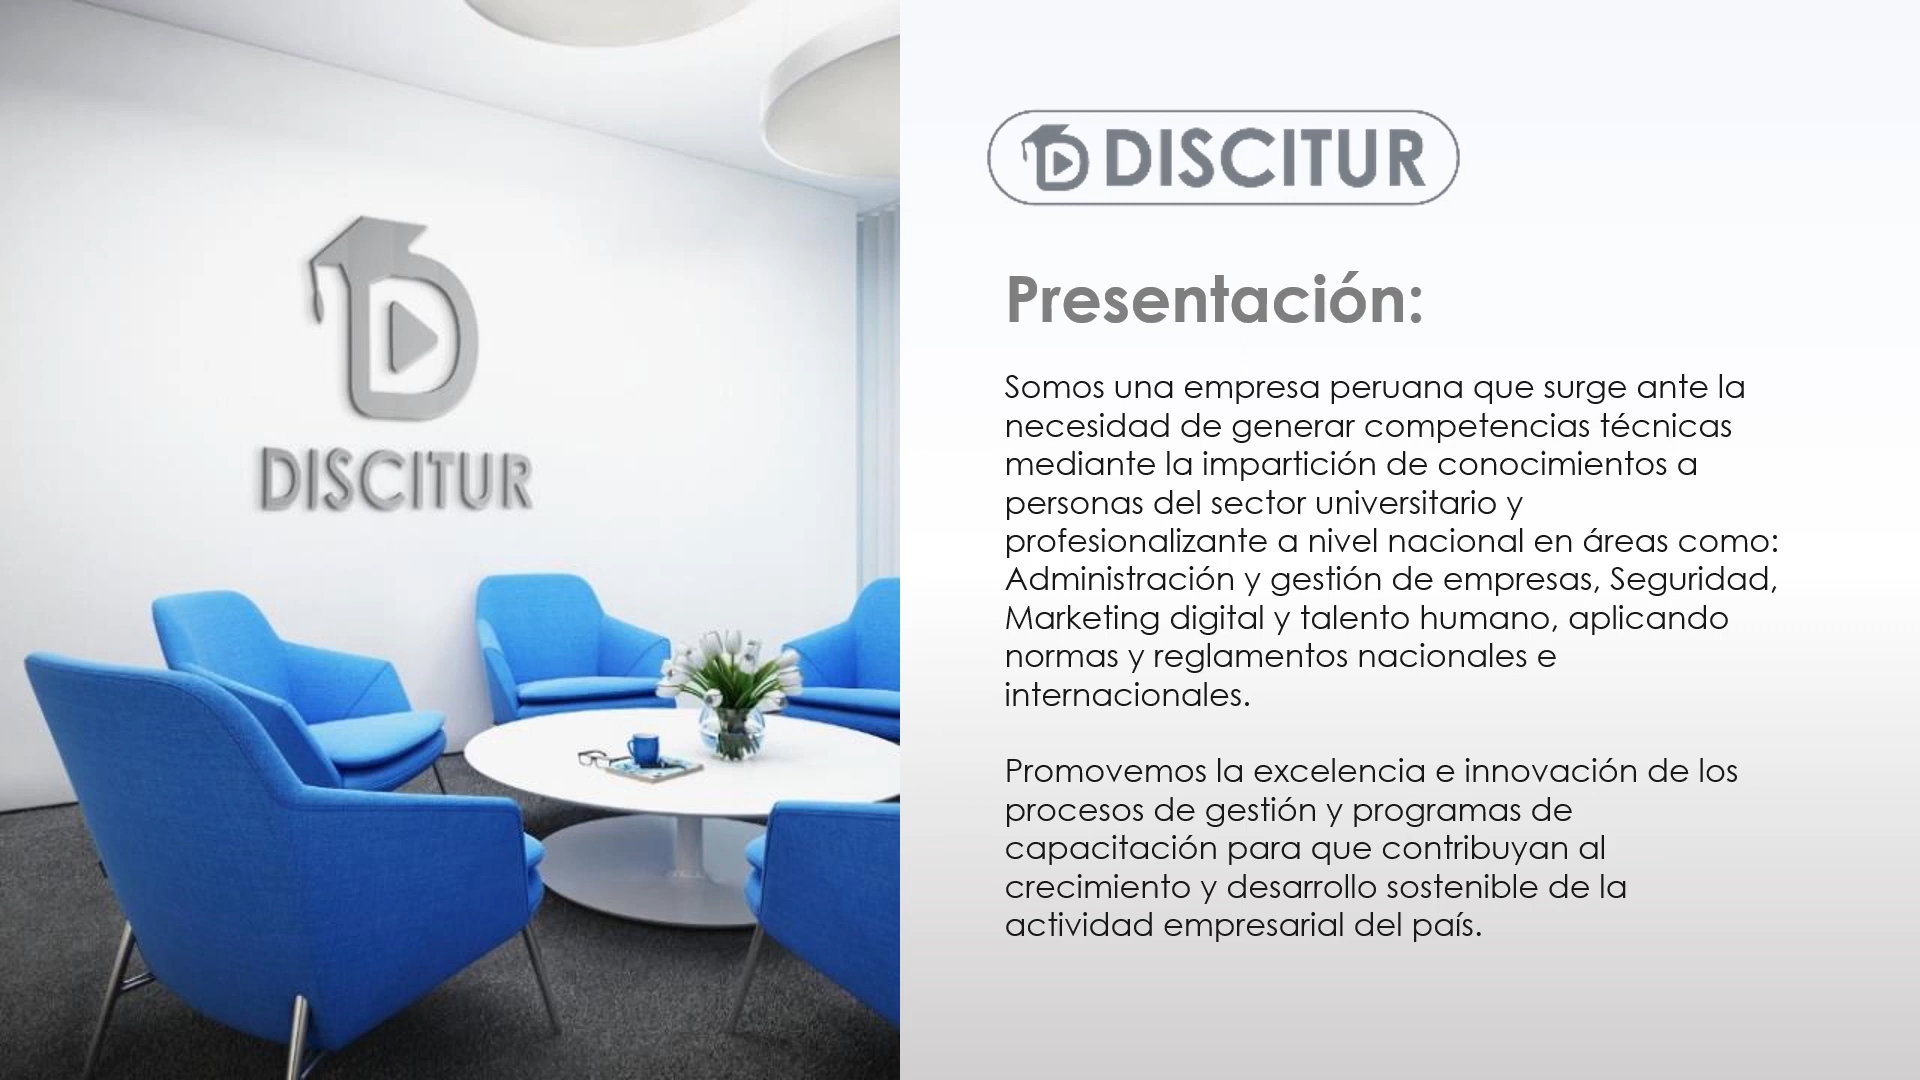 DISCITUR
DISCITUR
Presentación:
Somos una empresa peruana que surge ante la
necesidad de generar competencias técnicas
mediante la impartición de conocimientos a
personas del sector universitario y
profesionalizante a nivel nacional en áreas como:
Administración y gestión de empresas, Seguridad,
Marketing digital y talento humano, aplicando
normas y reglamentos nacionales e
internacionales.
Promovemos la excelencia e innovación de los
procesos de gestión y programas de
capacitación para que contribuyan al
crecimiento y desarrollo sostenible de la
actividad empresarial del país.